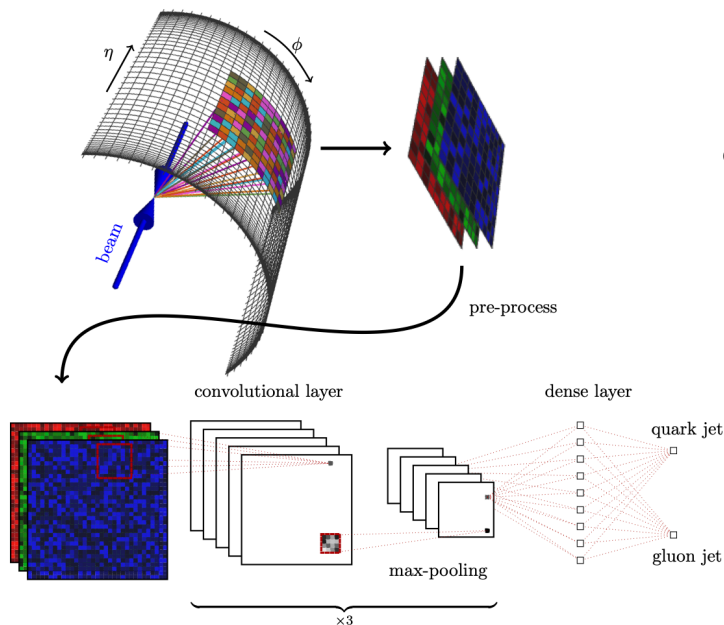 η
ϕ
beam
pre-process
convolutional layer
dense layer
quark jet
gluon jet
max-pooling
×3